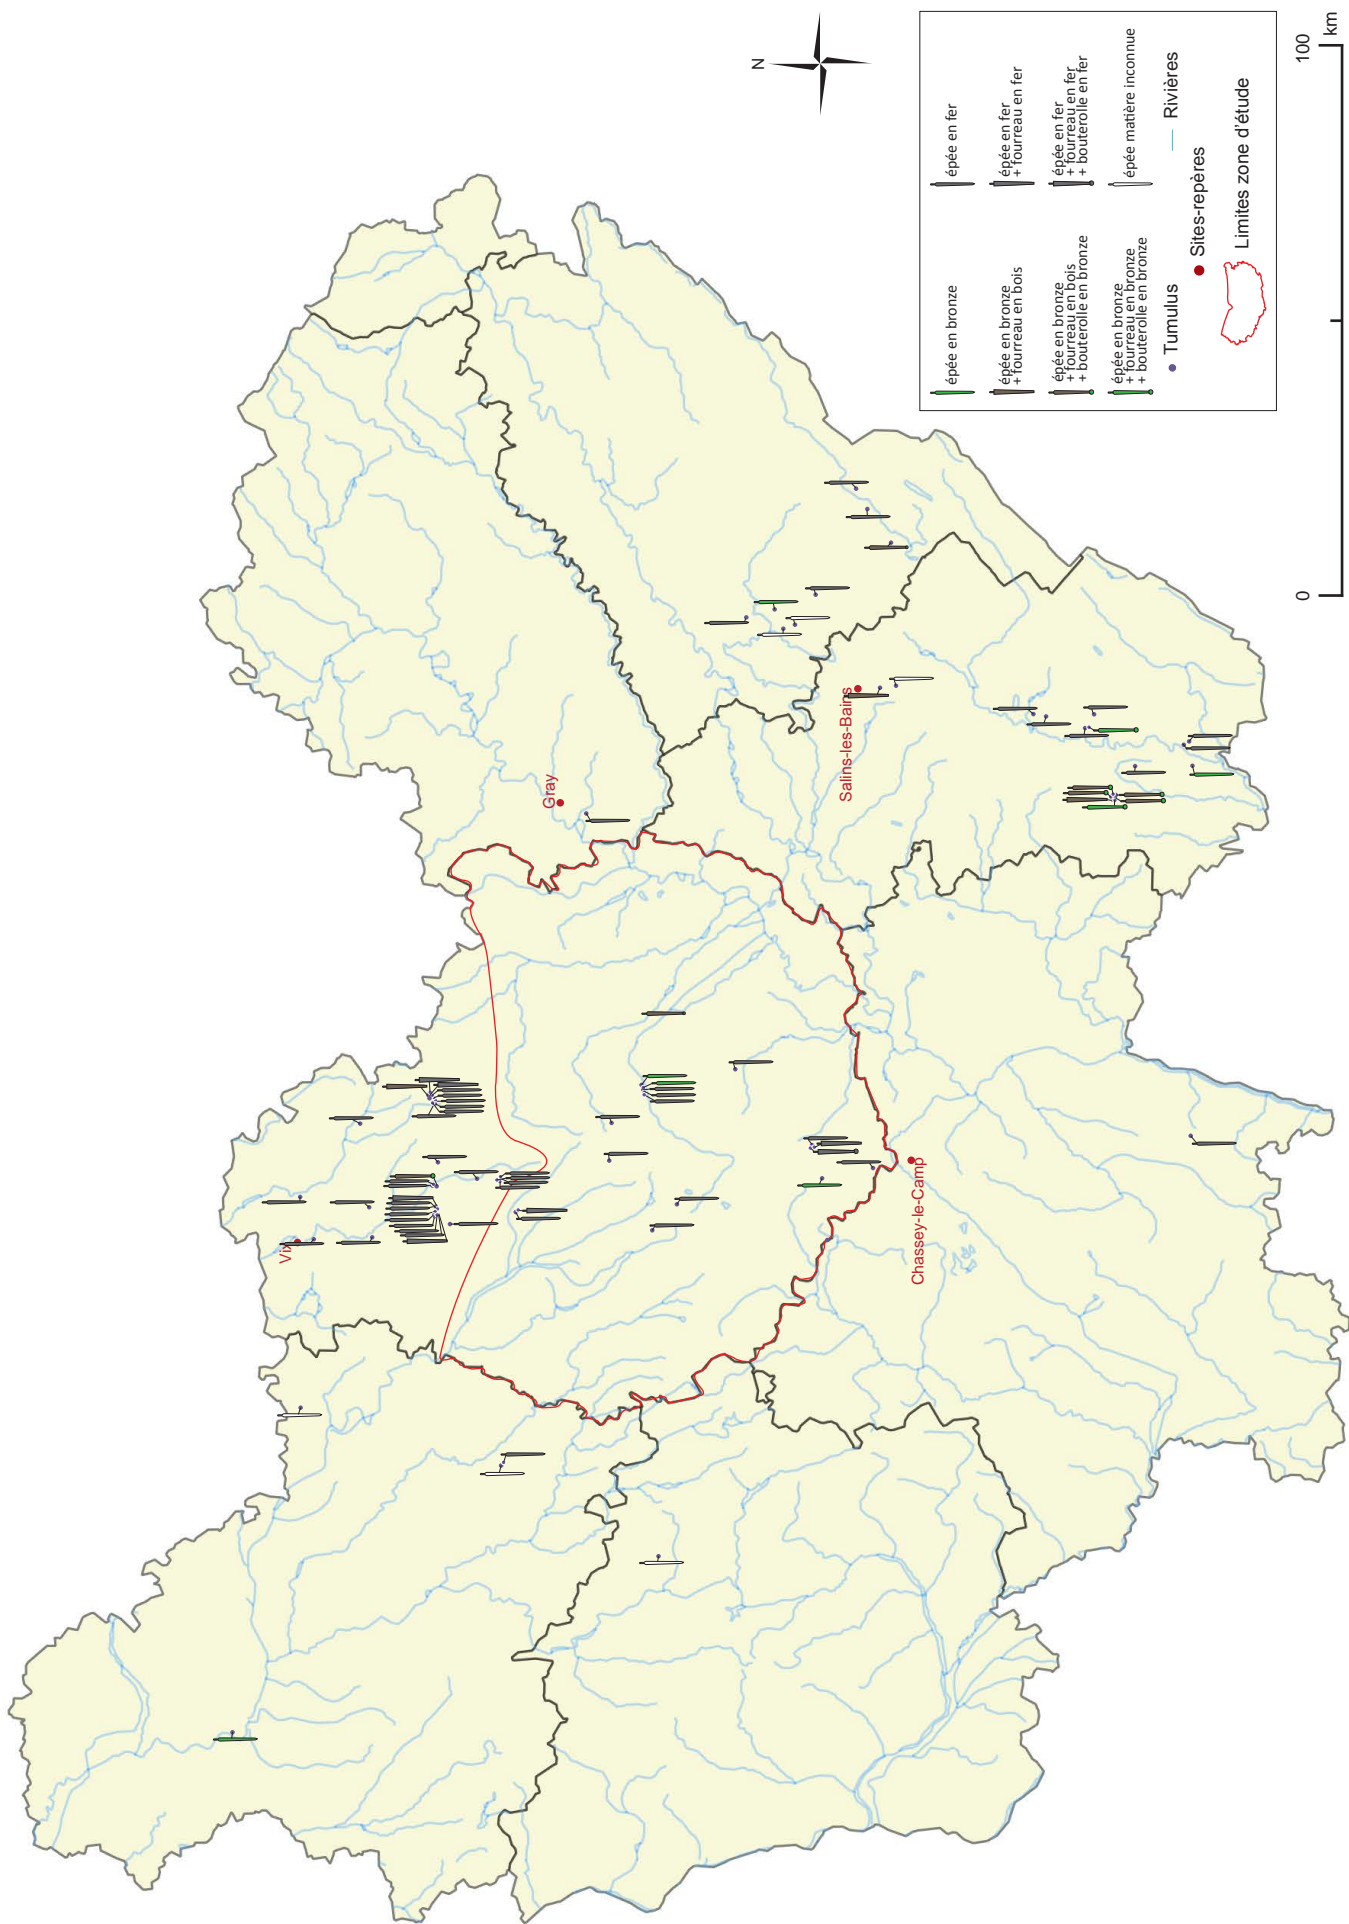 N
Vix
Gray
Salins-les-Bains
Chassey-le-Camp
épée en bronze
épée en bronze
+ fourreau en bois
épée en bronze
+ fourreau en bois
+ bouterolle en bronze
épée en bronze
+ fourreau en bronze
+ bouterolle en bronze
épée en fer
épée en fer
+ fourreau en fer
épée en fer
+ fourreau en fer
+ bouterolle en fer
épée matière inconnue
Tumulus
Rivières
Sites-repères
Limites zone d'étude
0
100
km